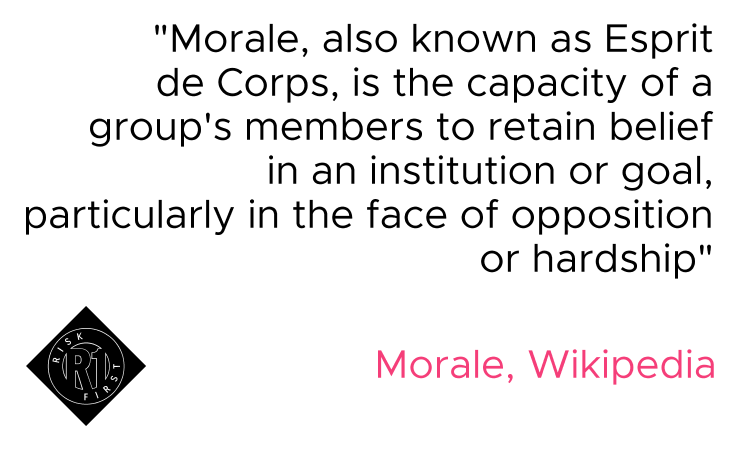 "Morale, also known as Esprit
de Corps, is the capacity of a
group's members to retain belief
in an institution or goal,
particularly in the face of opposition
or hardship"
Morale, Wikipedia
RISK
R1
FIRST